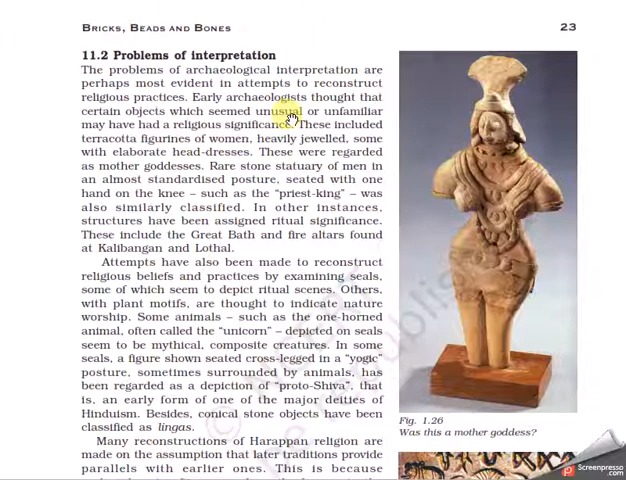 BRICKS, BEADS AND BONES
23
11.2 Problems of interpretation
The problems of archaeological interpretation are
perhaps most evident in attempts to reconstruct
religious practices. Early archaeologists thought that
certain objects which seemed unusual or unfamiliar
may have had a religious significance. These included
terracotta figurines of women, heavily jewelled, some
with elaborate head-dresses. These were regarded
as mother goddesses. Rare stone statuary of men in
an almost standardised posture, seated with one
hand on the knee – such as the "priest-king" – was
also similarly classified. In other instances,
structures have been assigned ritual significance.
These include the Great Bath and fire altars found
at Kalibangan and Lothal.
Attempts have also been made to reconstruct
religious beliefs and practices by examining seals,
some of which seem to depict ritual scenes. Others,
with plant motifs, are thought to indicate nature
worship. Some animals – such as the one-horned
animal, often called the "unicorn" – depicted on seals
seem to be mythical, composite creatures. In some
seals, a figure shown seated cross-legged in a "yogic"
posture, sometimes surrounded by animals, has
been regarded as a depiction of "proto-Shiva", that
is, an early form of one of the major deities of
Hinduism. Besides, conical stone objects have been
classified as lingas.
Many reconstructions of Harappan religion are
made on the assumption that later traditions provide
parallels with earlier ones. This is because
Fig. 1.26
Was this a mother goddess?
Screenpresso